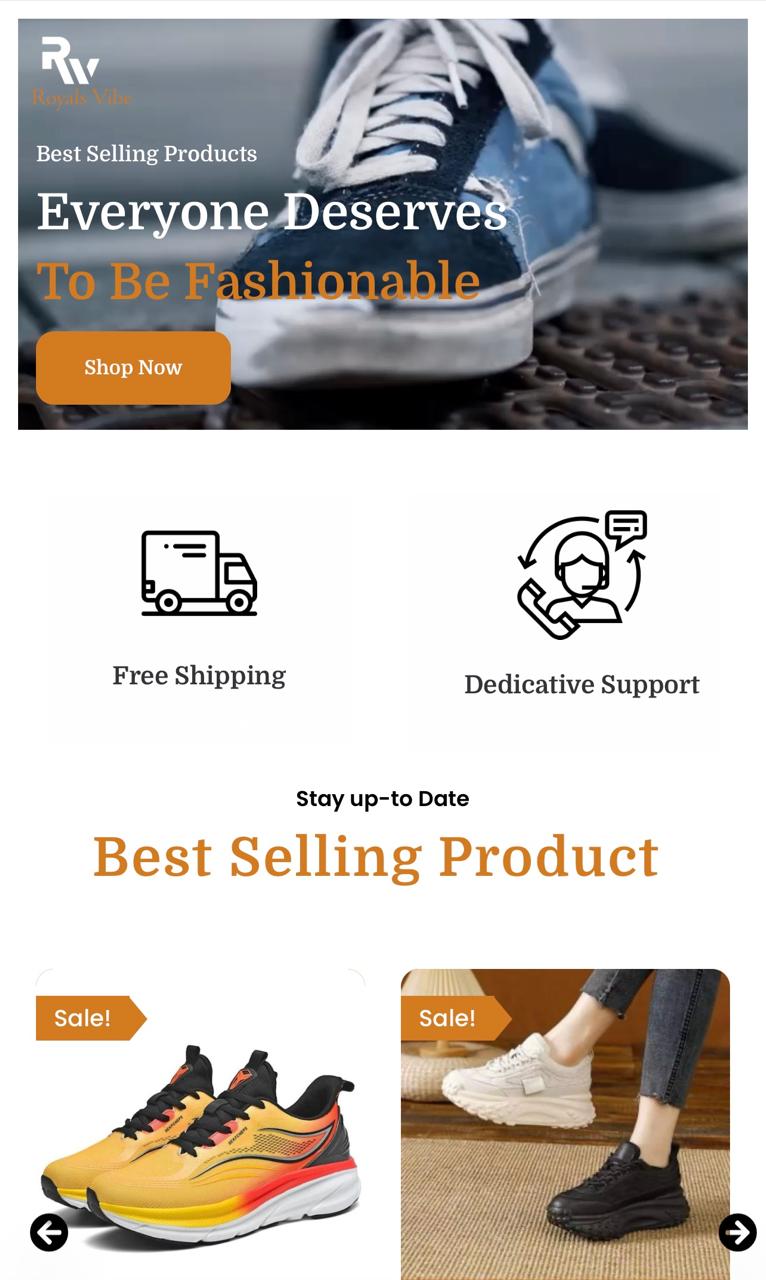 RV
Royals Vibe
Best Selling Products
Everyone Deserves
To Be Fashionable
Shop Now
Free Shipping
Dedicative Support
Stay up-to Date
Best Selling Product
Sale!
Sale!